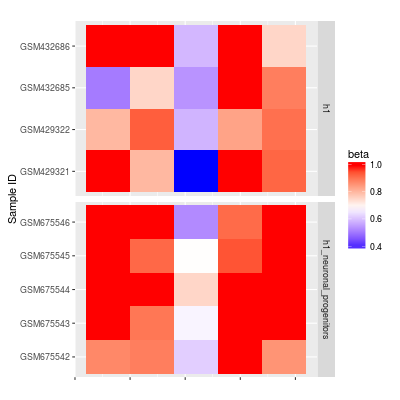 Sample ID
GSM432686
GSM432685
GSM429322
GSM429321
h1
GSM675546
GSM675545
GSM675544
GSM675543
GSM675542
h1_neuronal_progenitors
beta
1.0
0.8
0.6
0.4